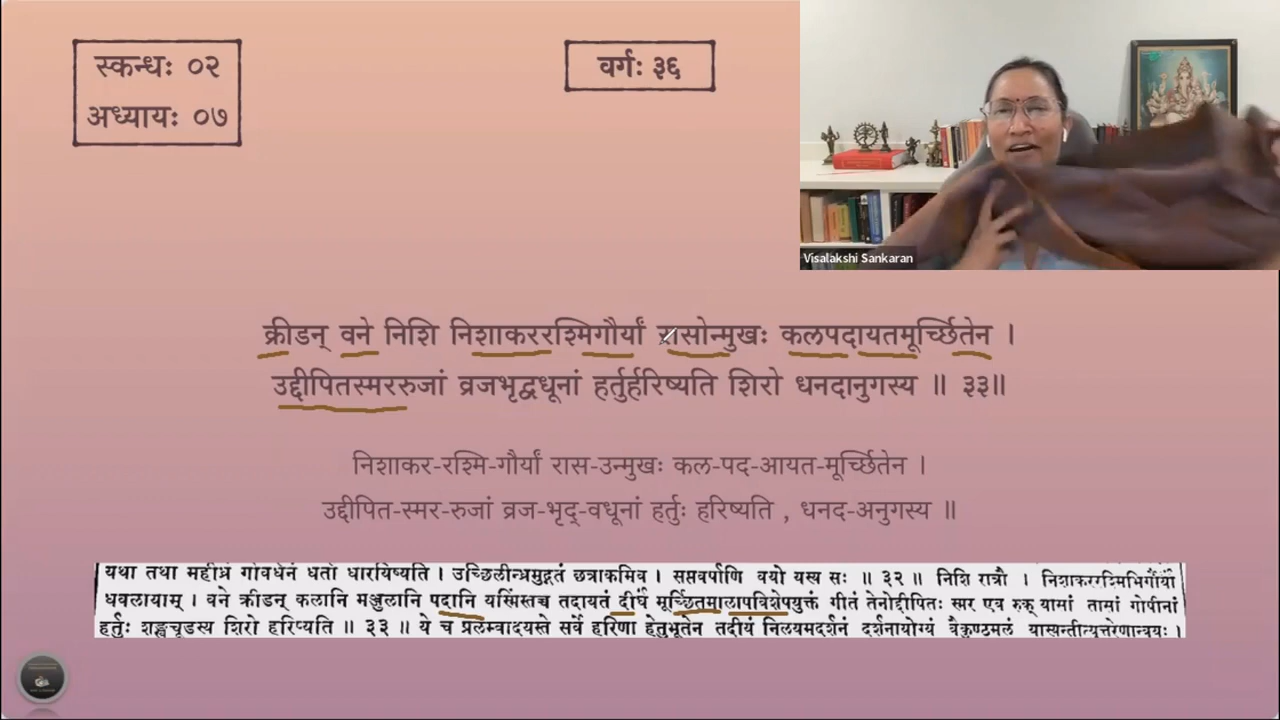 स्कन्धः ०२
अध्यायः ०७
वर्गः ३६
Visalakshi Sankaran
क्रीडन् वने निशि निशाकररश्मिगौर्यां रासोन्मुखः कलपदायतमूर्च्छितेन ।
उद्दीपितस्मररुजां व्रजभृद्वधूनां हर्तुर्हरिष्यति शिरो धनदानुगस्य ॥ ३३॥
निशाकर-रश्मि-गौर्यां रास-उन्मुखः कल-पद-आयत-मूर्च्छितेन ।
उद्दीपित-स्मर-रुजां व्रज-भृद्-वधूनां हर्तुः हरिष्यति , धनद-अनुगस्य ॥
यथा तथा महीध्रं गोवर्धनं धृतो धारयिष्यति । उच्छिलीन्ध्रमुद्गतं छत्राकमिव । सप्तवर्षाणि वयो यस्य सः ॥ ३२ ॥ निशि रात्रौ । निशाकररश्मिभिर्गौर्यां
धवलायाम् । वने क्रीडन् कलानि मञ्जुलानि पदानि यस्मिंस्तच्च तदायतं दीर्घं मूर्च्छितमालापविशेषयुक्तं गीतं तेनोद्दीपितः स्मर एव रुक् यासां तासां गोपीनां
हर्तुः शङ्खचूडस्य शिरो हरिष्यति ॥ ३३ ॥ ये च प्रलम्बादयस्ते सर्वे हरिणा हेतुभूतेन तदीयं निलयमदर्शनं दर्शनायोग्यं वैकुण्ठमलं यास्यन्तीत्युत्तरेणान्वयः ।